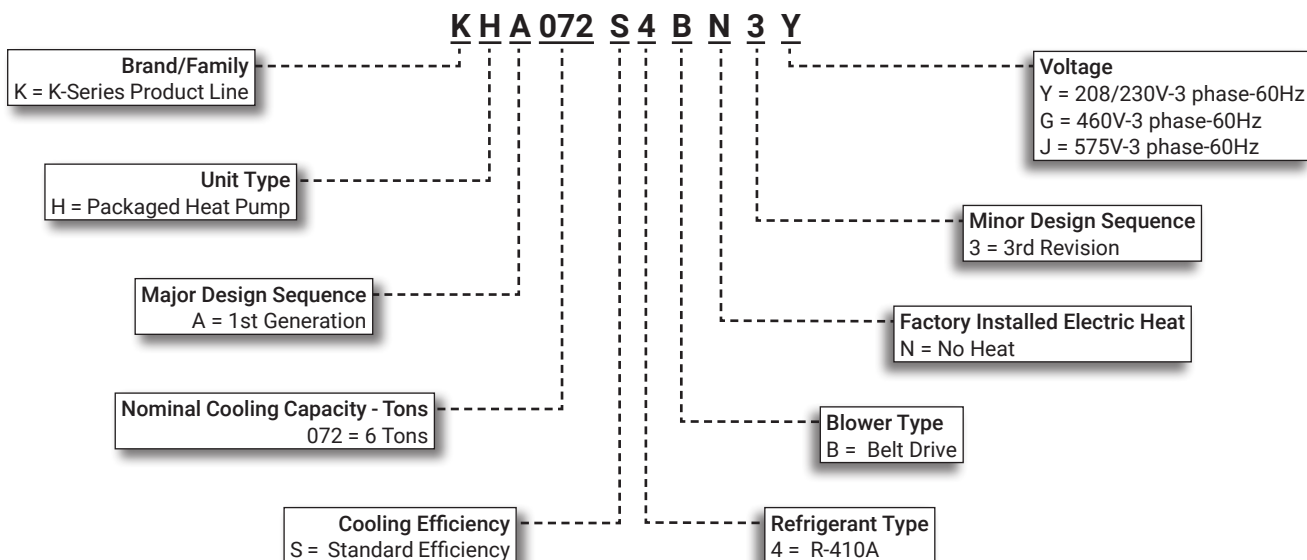 K H A 072 S 4 B N 3 Y
Brand/Family
K = K-Series Product Line
Voltage
Y = 208/230V-3 phase-60Hz
G = 460V-3 phase-60Hz
J = 575V-3 phase-60Hz
Unit Type
H = Packaged Heat Pump
Minor Design Sequence
3 = 3rd Revision
Major Design Sequence
A = 1st Generation
Factory Installed Electric Heat
N = No Heat
Nominal Cooling Capacity - Tons
072 = 6 Tons
Blower Type
B = Belt Drive
Cooling Efficiency
S = Standard Efficiency
Refrigerant Type
4 = R-410A